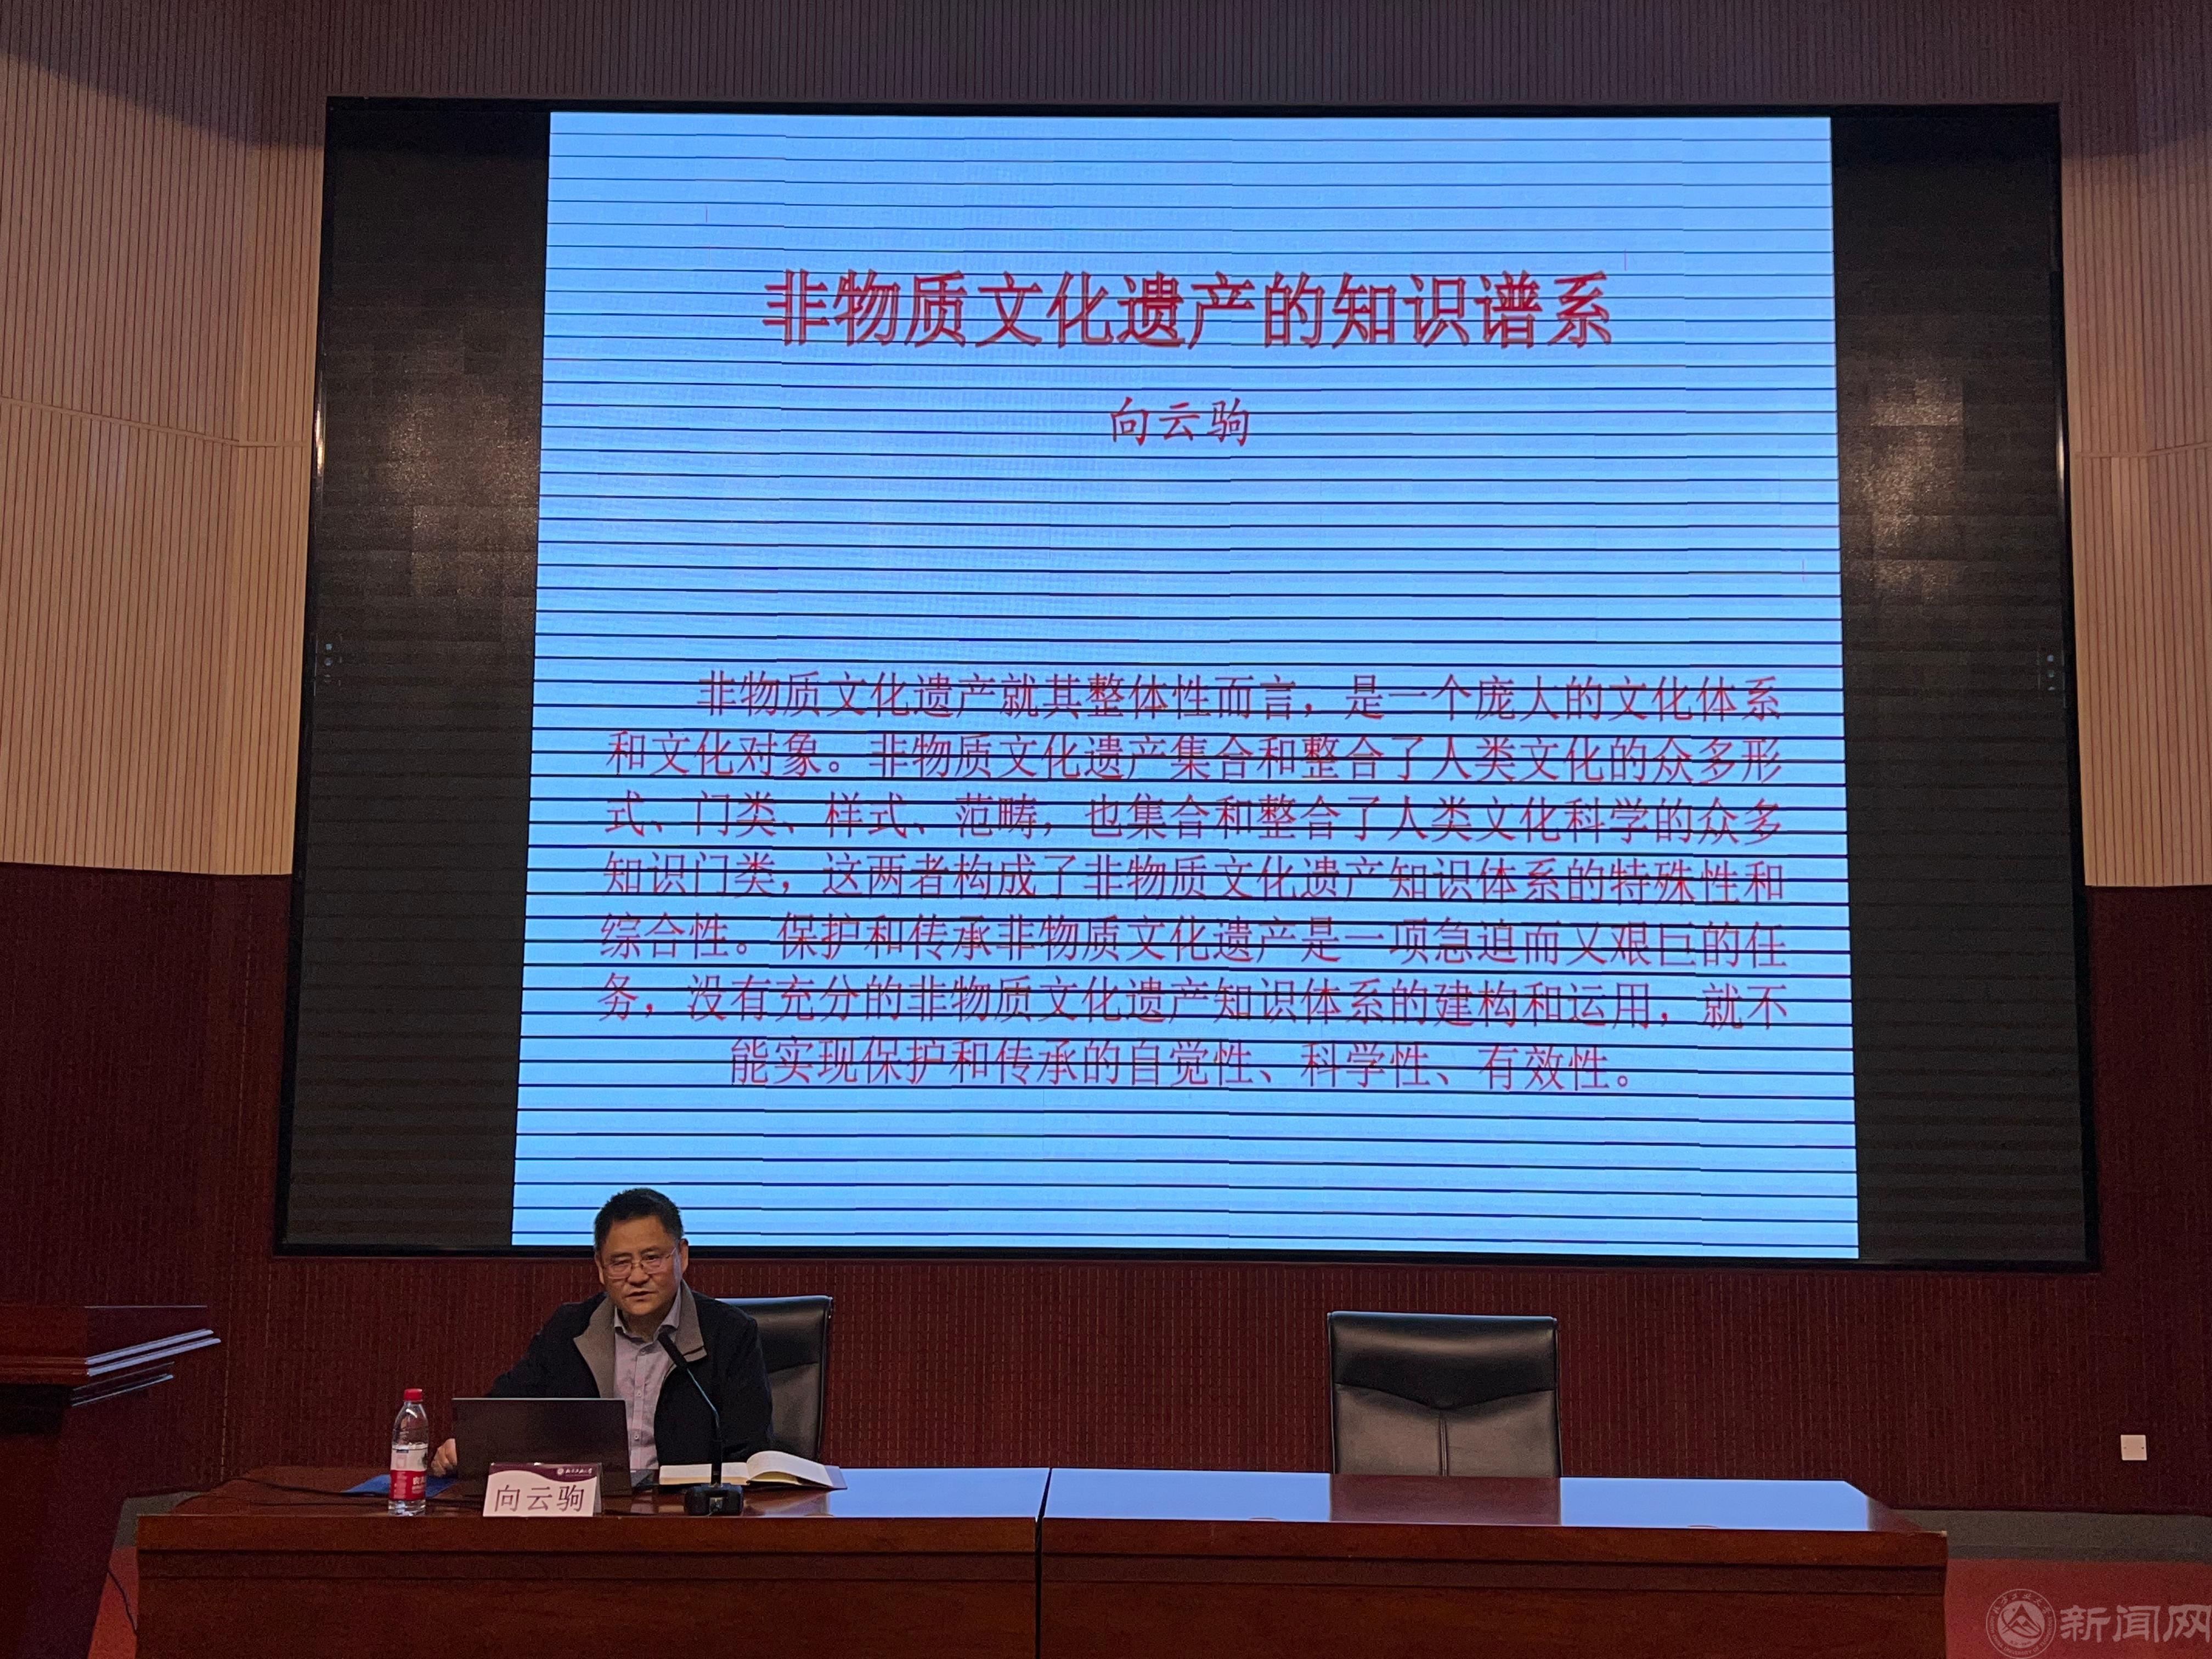 非物质文化遗产的知识谱系
向云驹
非物质文化遗产就其整体性而言，是一个庞大的文化体系
和文化对象。非物质文化遗产集合和整合了人类文化的众多形
式、门类、样式、范畴，也集合和整合了人类文化科学的众多
知识门类，这两者构成了非物质文化遗产知识体系的特殊性和
综合性。保护和传承非物质文化遗产是一项急迫而又艰巨的任
务，没有充分的非物质文化遗产知识体系的建构和运用，就不
能实现保护和传承的自觉性、科学性、有效性。
向云驹
新闻网